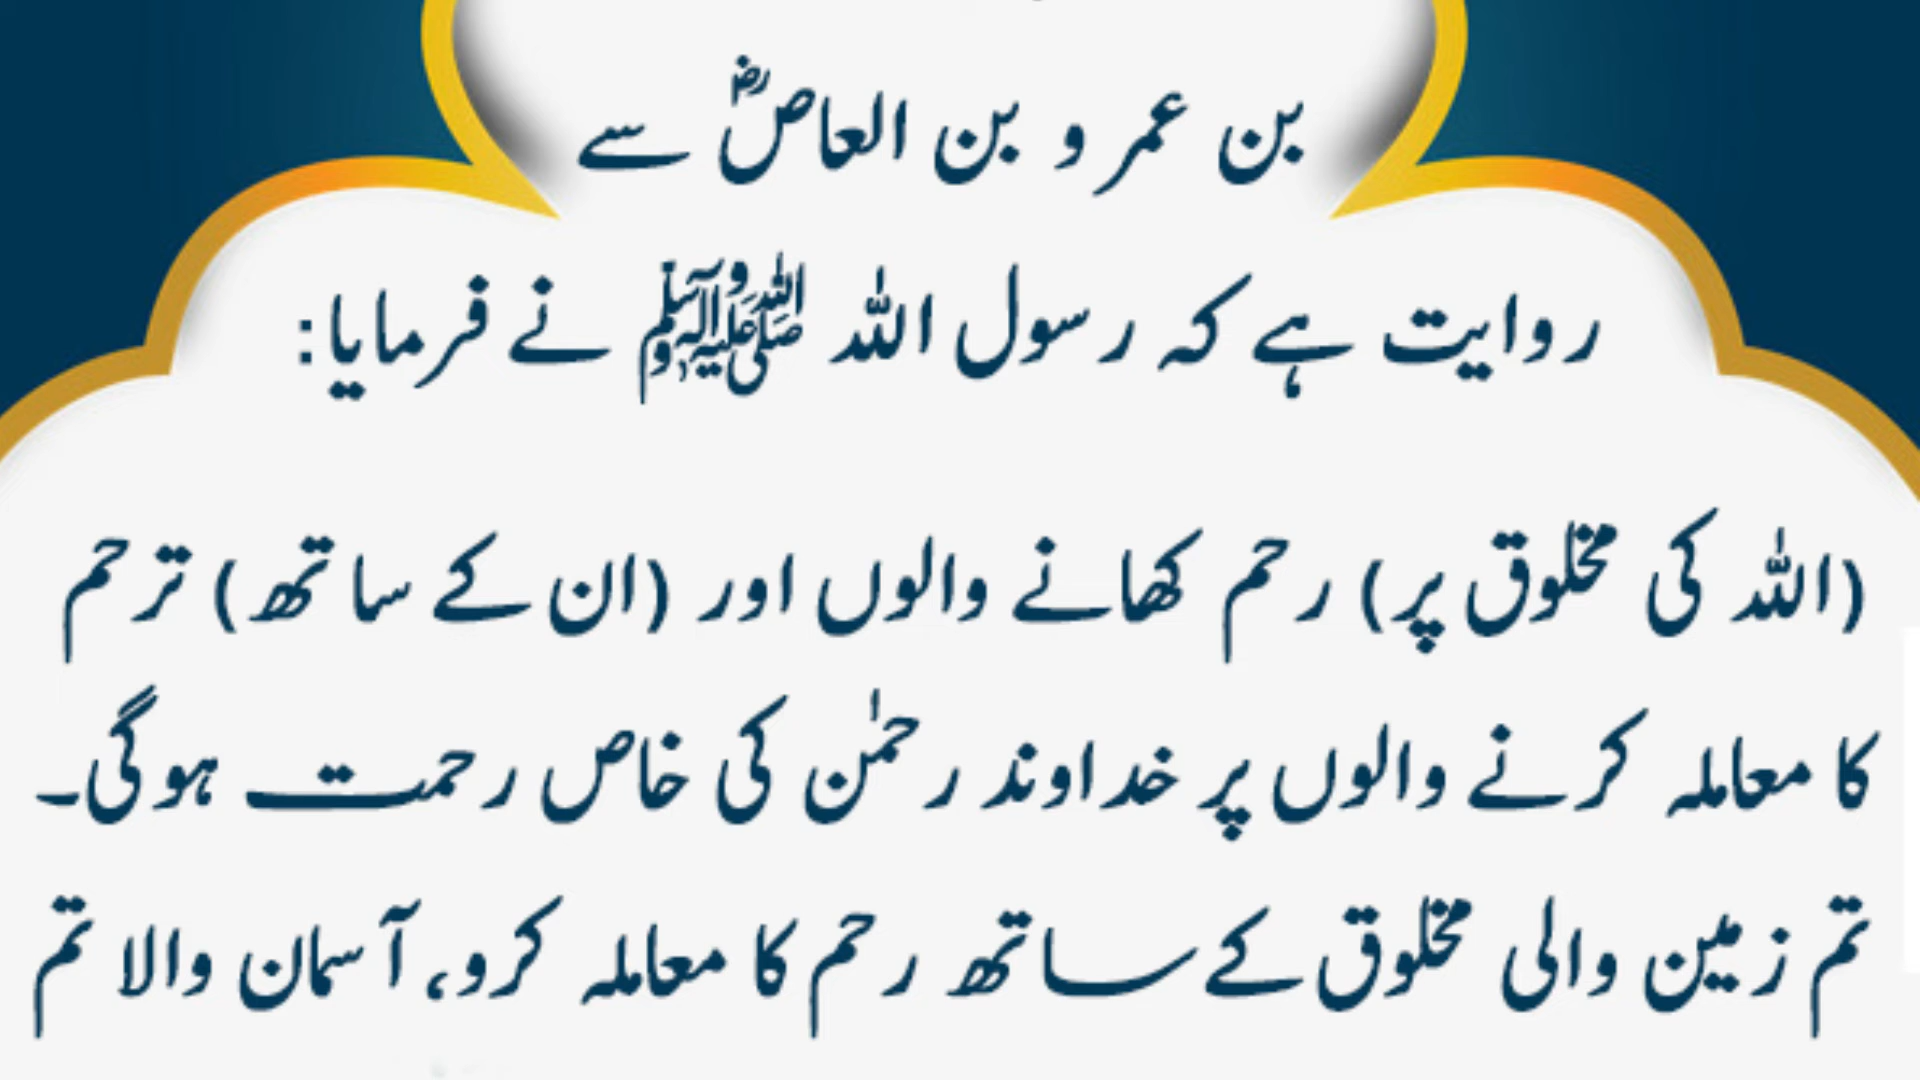 بن عمرو بن العاصؓ سے
روایت ہے کہ رسول اللہ ﷺ نے فرمایا:
(اللہ کی مخلوق پر) رحم کھانے والوں اور (ان کے ساتھ) ترحم
کا معاملہ کرنے والوں پر خداوند رحمٰن کی خاص رحمت ہوگی۔
تم زمین والی مخلوق کے ساتھ رحم کا معاملہ کرو، آسمان والا تم